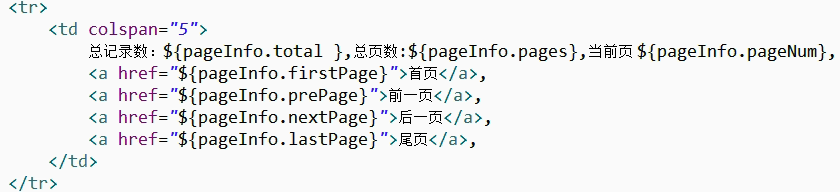 <tr>
<td colspan="5">
总记录数：${pageInfo.total },总页数:${pageInfo.pages},当前页${pageInfo.pageNum},
<a href="${pageInfo.firstPage}">首页</a>,
<a href="${pageInfo.prePage}">前一页</a>,
<a href="${pageInfo.nextPage}">后一页</a>,
<a href="${pageInfo.lastPage}">尾页</a>,
</td>
</tr>